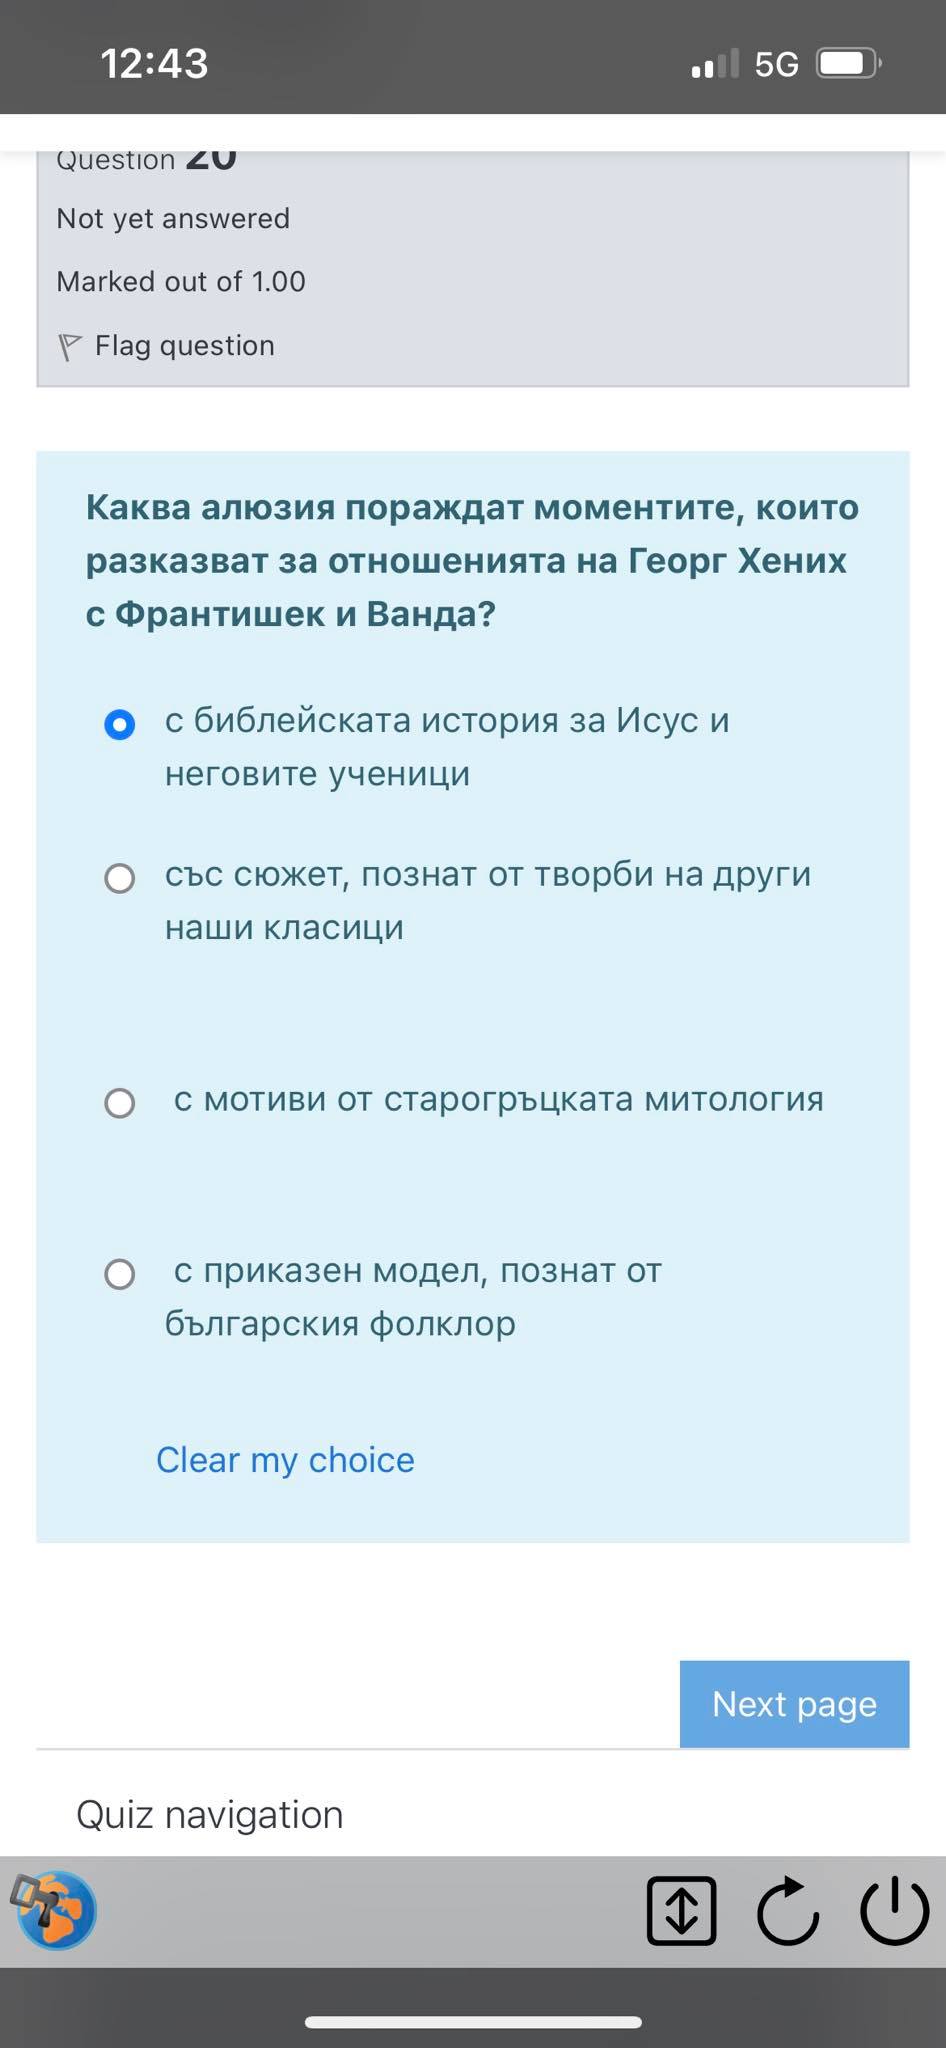 12:43
5G
Question 20
Not yet answered
Marked out of 1.00
Flag question
Каква алюзия пораждат моментите, които
разказват за отношенията на Георг Хених
с Франтишек и Ванда?
с библейската история за Исус и
неговите ученици
със сюжет, познат от творби на други
наши класици
с мотиви от старогръцката митология
с приказен модел, познат от
българския фолклор
Clear my choice
Next page
Quiz navigation